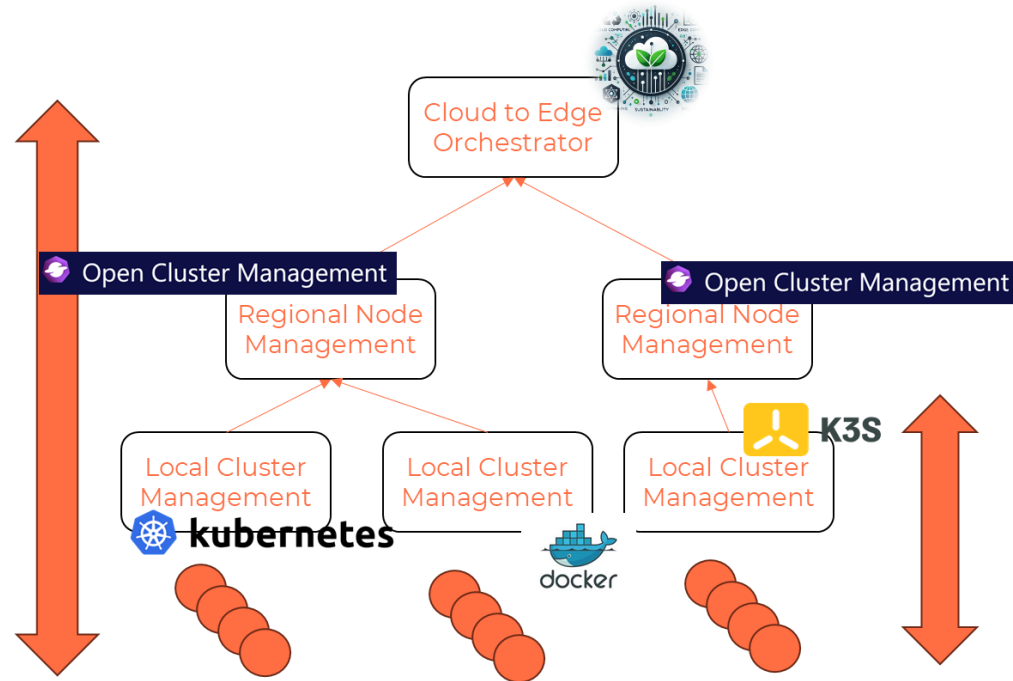 SUSTAINABLITY
Cloud to Edge
Orchestrator
Open Cluster Management
Open Cluster Management
Regional Node
Management
Regional Node
Management
K3S
Local Cluster
Management
Local Cluster
Management
Local Cluster
Management
kubernetes
docker